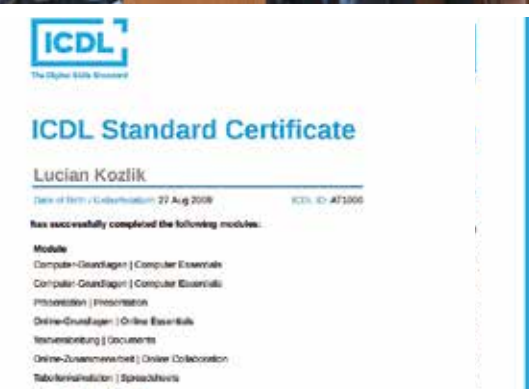 ICDL
The Digital Skills Standard
ICDL Standard Certificate
Lucian Kozlik
Date of Birth / Geburtsdatum: 27 Aug 2009 ICDL ID: AT1000
has successfully completed the following modules:
Module
Computer-Grundlagen | Computer Essentials
Computer-Grundlagen | Computer Essentials
Präsentation | Presentation
Online-Grundlagen | Online Essentials
Textverarbeitung | Documents
Online-Zusammenarbeit | Online Collaboration
Tabellenkalkulation | Spreadsheets